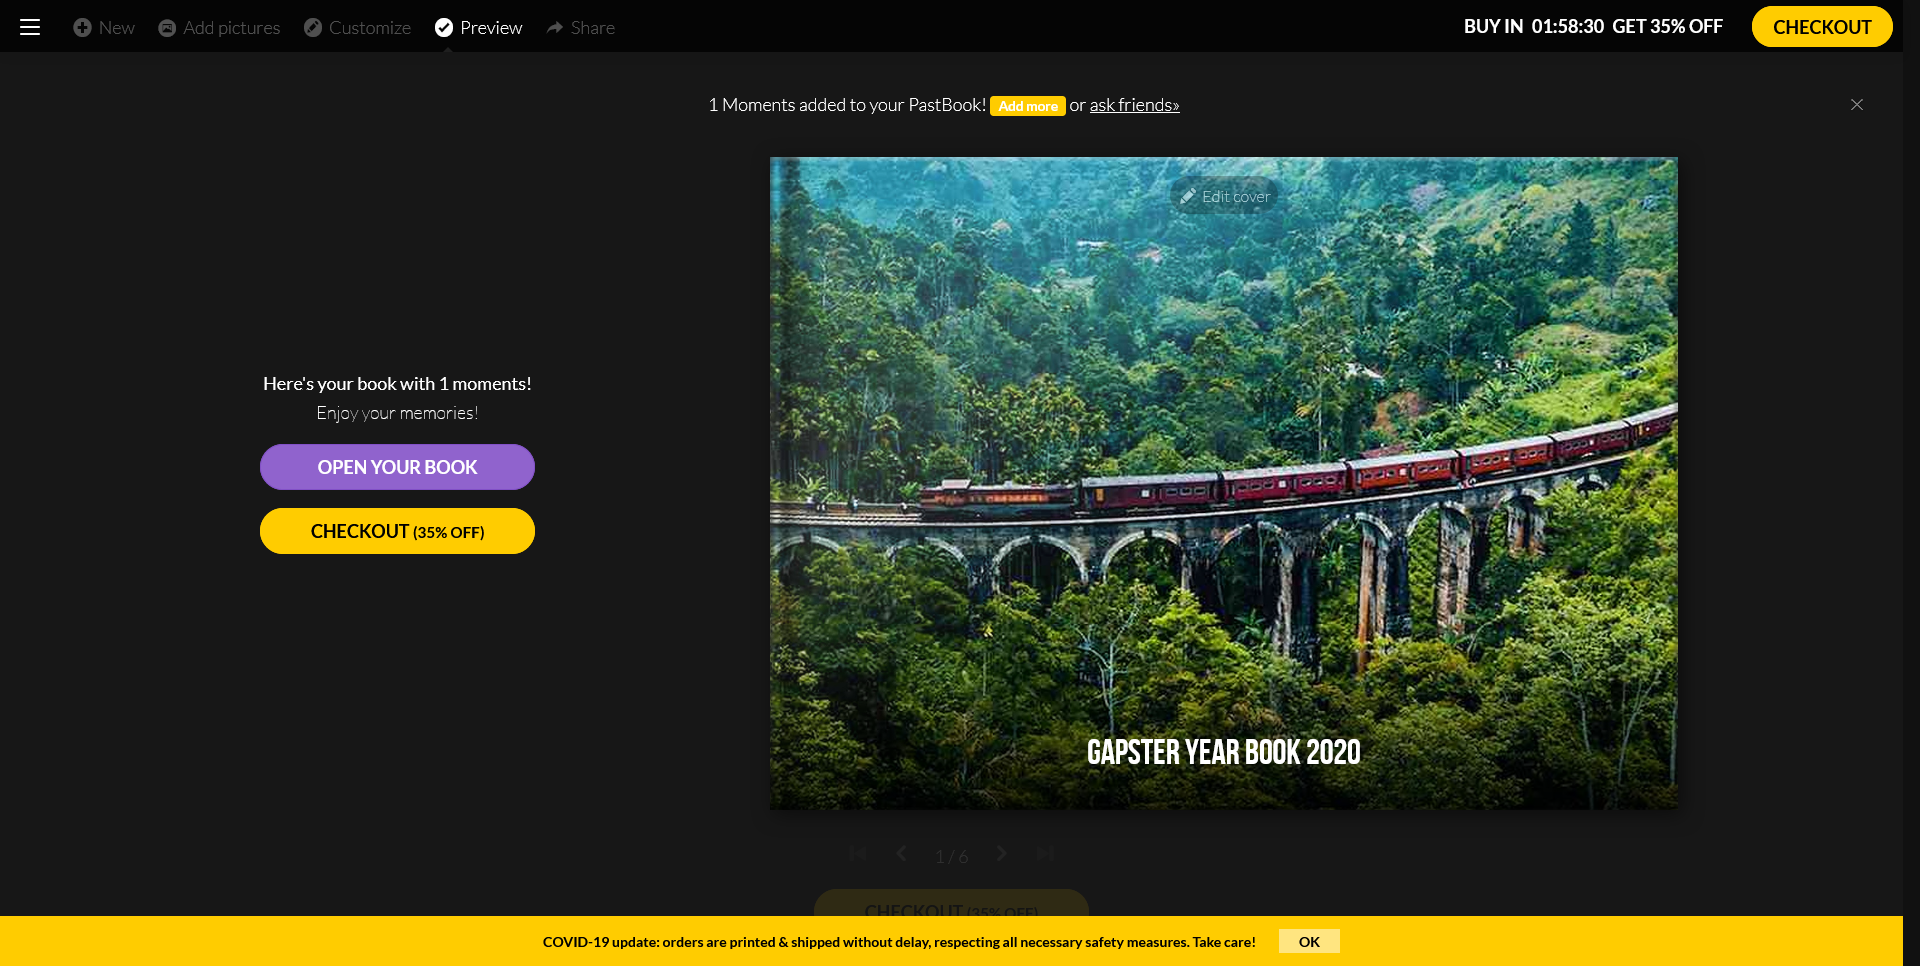 New Add pictures Customize Preview Share BUY IN 01:58:30 GET 35% OFF CHECKOUT
1 Moments added to your PastBook! Add more or ask friends»
Edit cover
Here's your book with 1 moments!
Enjoy your memories!
OPEN YOUR BOOK
CHECKOUT (35% OFF)
GAPSTER YEAR BOOK 2020
1 / 6
CHECKOUT (35% OFF)
COVID-19 update: orders are printed & shipped without delay, respecting all necessary safety measures. Take care! OK